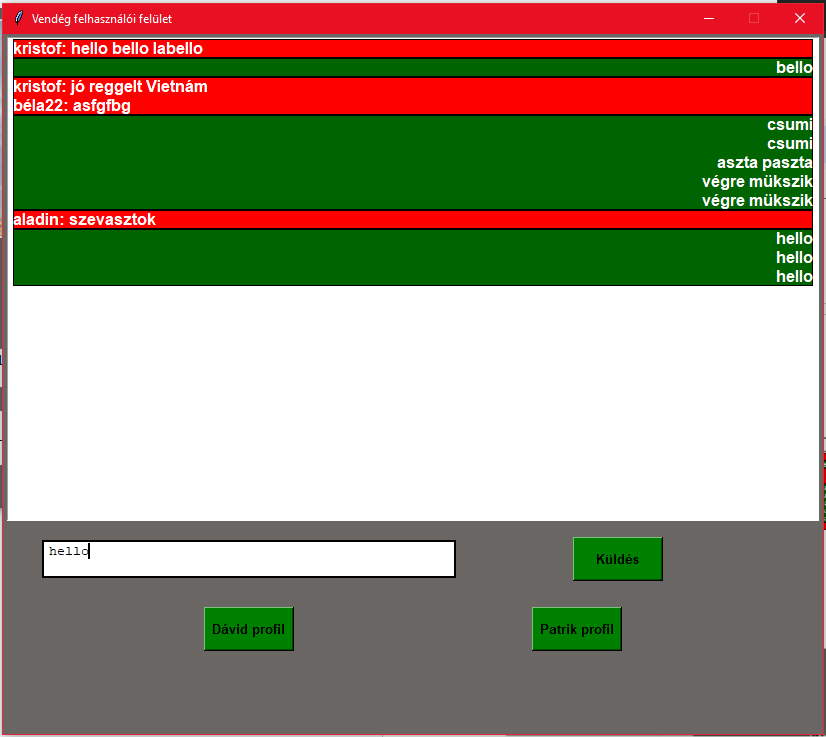 Vendég felhasználói felület
kristof: hello bello labello
bello
kristof: jó reggelt Vietnám
béla22: asfgfbg
csumi
csumi
aszta paszta
végre mükszik
végre mükszik
aladin: szevasztok
hello
hello
hello
hello
Küldés
Dávid profil
Patrik profil